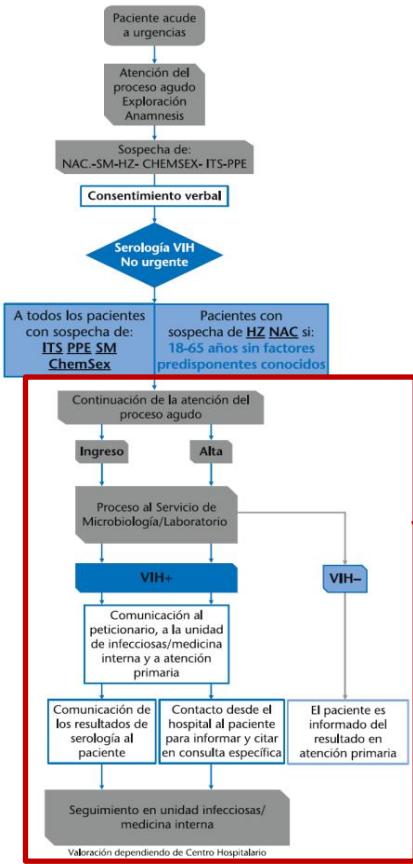 Paciente acude
a urgencias
Atención del
proceso agudo
Exploración
Anamnesis
Sospecha de:
NAC.-SM-HZ- CHEMSEX- ITS-PPE
Consentimiento verbal
Serología VIH
No urgente
A todos los pacientes
con sospecha de:
ITS PPE SM
ChemSex
Pacientes con
sospecha de HZ NAC si:
18-65 años sin factores
predisponentes conocidos
Continuación de la atención del
proceso agudo
Ingreso
Alta
Proceso al Servicio de
Microbiología/Laboratorio
VIH+
VIH–
Comunicación al
peticionario, a la unidad
de infecciosas/medicina
interna y a atención
primaria
Comunicación de
los resultados de
serología al
paciente
Contacto desde el
hospital al paciente
para informar y citar
en consulta específica
El paciente es
informado del
resultado en
atención primaria
Seguimiento en unidad infecciosas/
medicina interna
Valoración dependiendo de Centro Hospitalario